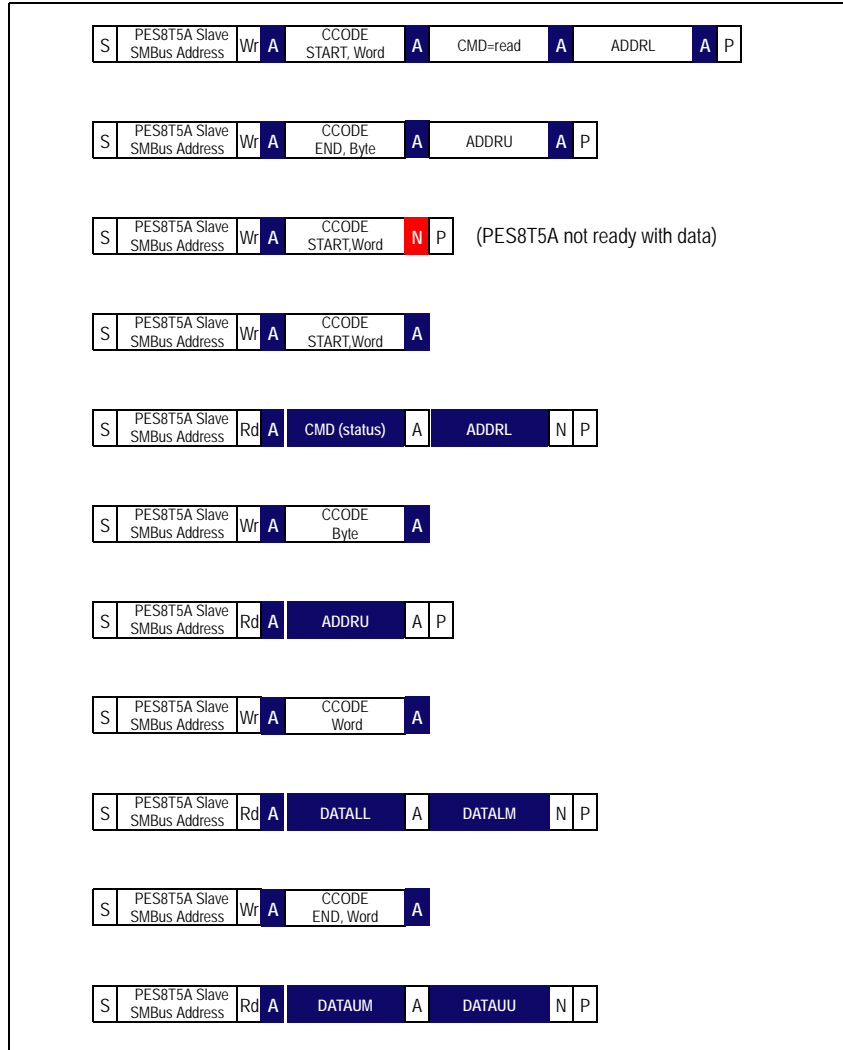 S PES8T5A Slave SMBus Address Wr A CCODE START, Word A CMD=read A ADDRL A P
S PES8T5A Slave SMBus Address Wr A CCODE END, Byte A ADDRU A P
S PES8T5A Slave SMBus Address Wr A CCODE START,Word N P (PES8T5A not ready with data)
S PES8T5A Slave SMBus Address Wr A CCODE START,Word A
S PES8T5A Slave SMBus Address Rd A CMD (status) A ADDRL N P
S PES8T5A Slave SMBus Address Wr A CCODE Byte A
S PES8T5A Slave SMBus Address Rd A ADDRU A P
S PES8T5A Slave SMBus Address Wr A CCODE Word A
S PES8T5A Slave SMBus Address Rd A DATALL A DATALM N P
S PES8T5A Slave SMBus Address Wr A CCODE END, Word A
S PES8T5A Slave SMBus Address Rd A DATAUM A DATAUU N P